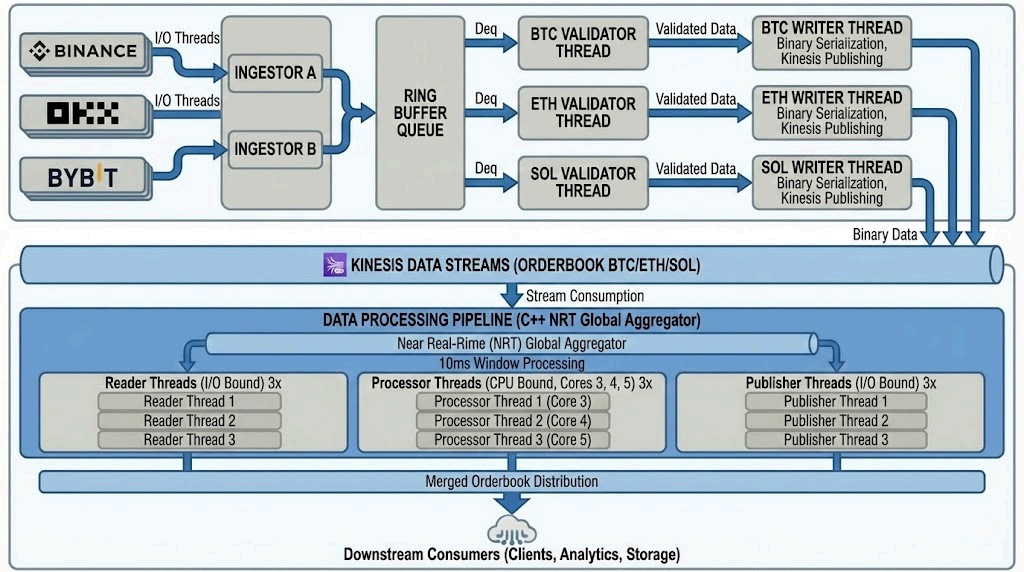 BINANCE
I/O Threads
OKX
I/O Threads
BYBIT
INGESTOR A
INGESTOR B
RING
BUFFER
QUEUE
Deq
BTC VALIDATOR
THREAD
Validated Data
BTC WRITER THREAD
Binary Serialization,
Kinesis Publishing
Deq
ETH VALIDATOR
THREAD
Validated Data
ETH WRITER THREAD
Binary Serialization,
Kinesis Publishing
Deq
SOL VALIDATOR
THREAD
Validated Data
SOL WRITER THREAD
Binary Serialization,
Kinesis Publishing
Binary Data
KINESIS DATA STREAMS (ORDERBOOK BTC/ETH/SOL)
Stream Consumption
DATA PROCESSING PIPELINE (C++ NRT Global Aggregator)
Near Real-Rime (NRT) Global Aggregator
10ms Window Processing
Reader Threads (I/O Bound) 3x
Reader Thread 1
Reader Thread 2
Reader Thread 3
Processor Threads (CPU Bound, Cores 3, 4, 5) 3x
Processor Thread 1 (Core 3)
Processor Thread 2 (Core 4)
Processor Thread 3 (Core 5)
Publisher Threads (I/O Bound) 3x
Publisher Thread 1
Publisher Thread 2
Publisher Thread 3
Merged Orderbook Distribution
Downstream Consumers (Clients, Analytics, Storage)